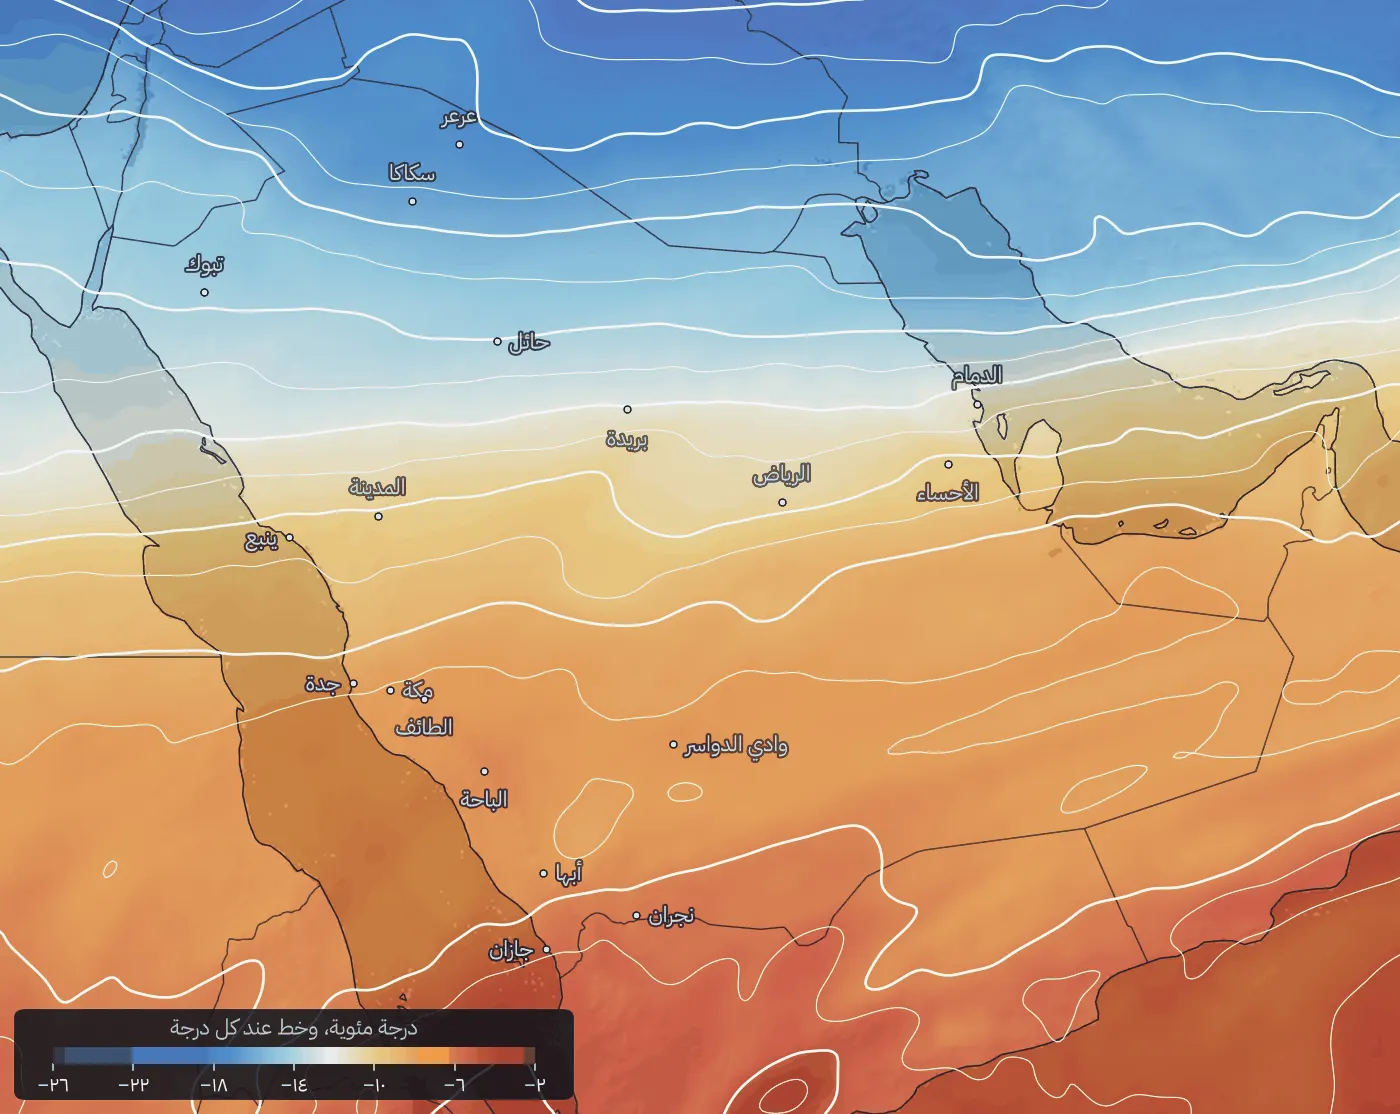 عرعر
سكاكا
تبوك
حائل
الدمام
بريدة
الرياض
الأحساء
المدينة
ينبع
جدة
مكة
الطائف
وادي الدواسر
الباحة
أبها
نجران
جازان
درجة مئوية، وخط عند كل درجة
−٢٦ −٢٢ −١٨ −١٤ −١٠ −٦ −٢